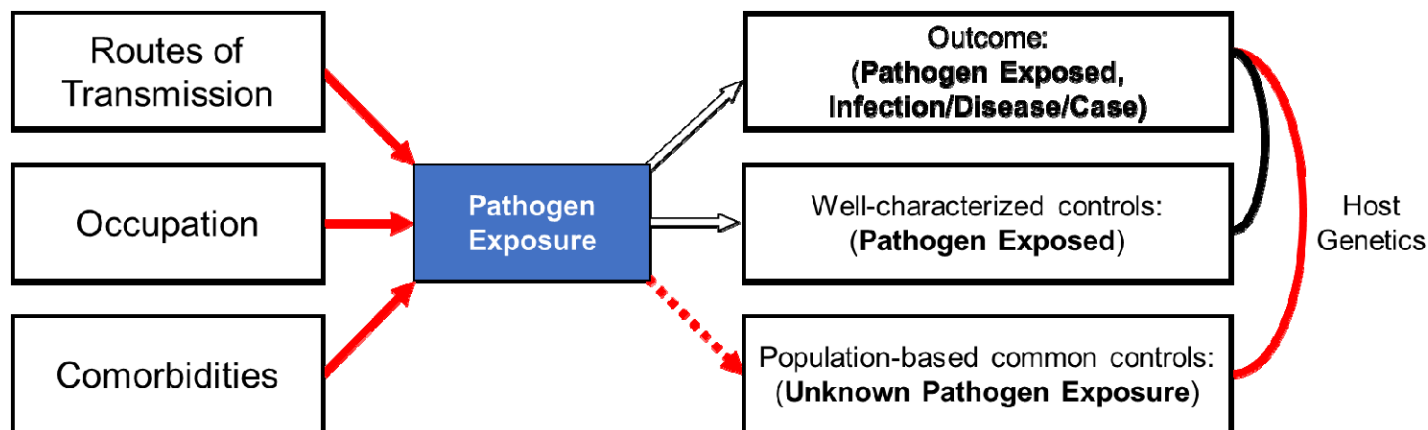 Routes of
Transmission
Occupation
Comorbidities
Pathogen
Exposure
Outcome:
(Pathogen Exposed,
Infection/Disease/Case)
Well-characterized controls:
(Pathogen Exposed)
Population-based common controls:
(Unknown Pathogen Exposure)
Host
Genetics